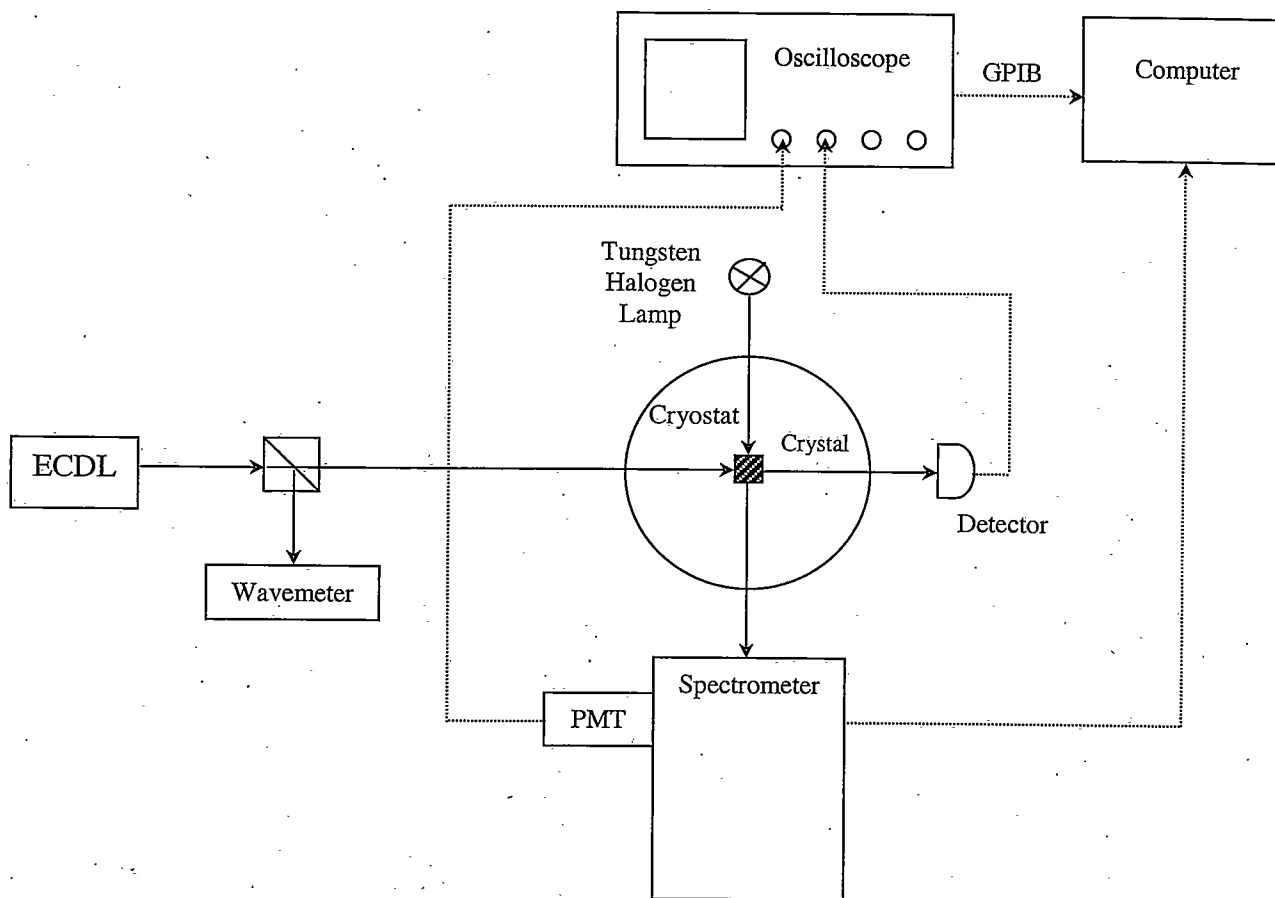 Oscilloscope
GPIB
Computer
Tungsten
Halogen
Lamp
Cryostat
Crystal
ECDL
Detector
Wavemeter
Spectrometer
PMT